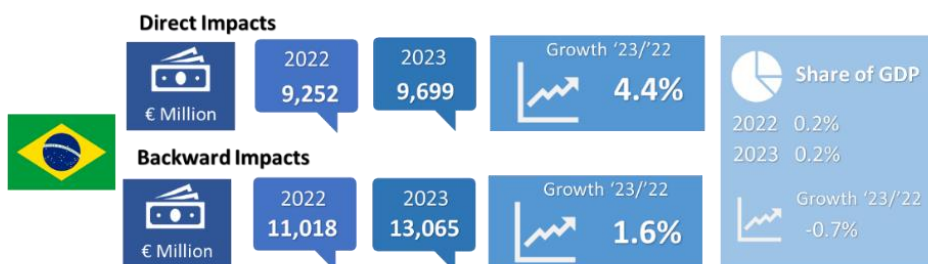 Direct Impacts
€ Million
2022
9,252
2023
9,699
Growth ‘23/’22
4.4%
Backward Impacts
€ Million
2022
11,018
2023
13,065
Growth ‘23/’22
1.6%
Share of GDP
2022 0.2%
2023 0.2%
Growth ‘23/’22
-0.7%